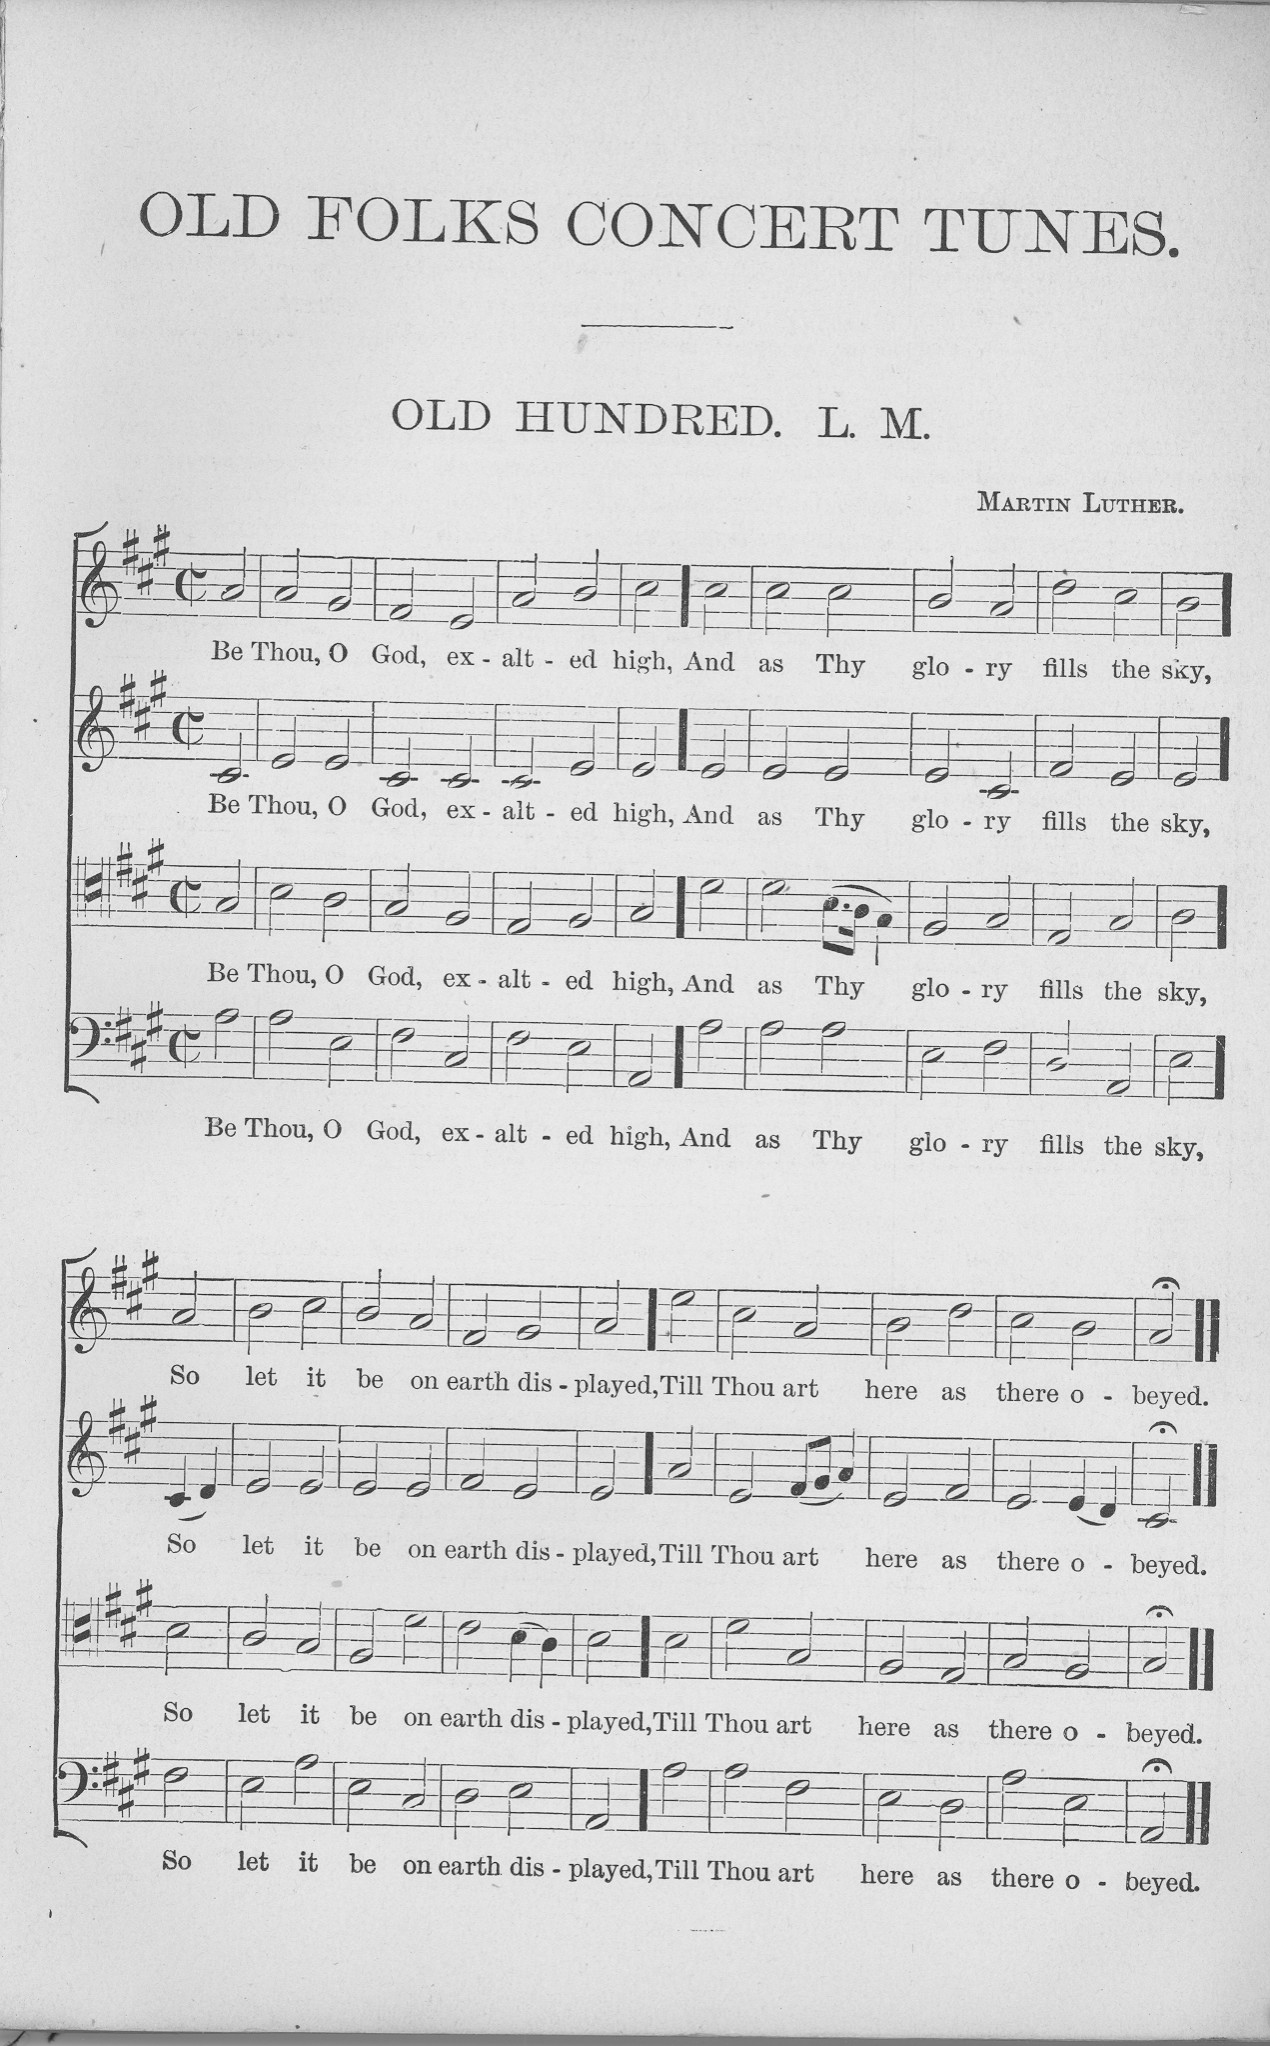 OLD FOLKS CONCERT TUNES.
OLD HUNDRED. L. M.
MARTIN LUTHER.
Be Thou, O God, ex - alt - ed high, And as Thy glo - ry fills the sky,
Be Thou, O God, ex - alt - ed high, And as Thy glo - ry fills the sky,
Be Thou, O God, ex - alt - ed high, And as Thy glo - ry fills the sky,
Be Thou, O God, ex - alt - ed high, And as Thy glo - ry fills the sky,
So let it be on earth dis - played, Till Thou art here as there o - beyed.
So let it be on earth dis - played, Till Thou art here as there o - beyed.
So let it be on earth dis - played, Till Thou art here as there o - beyed.
So let it be on earth dis - played, Till Thou art here as there o - beyed.